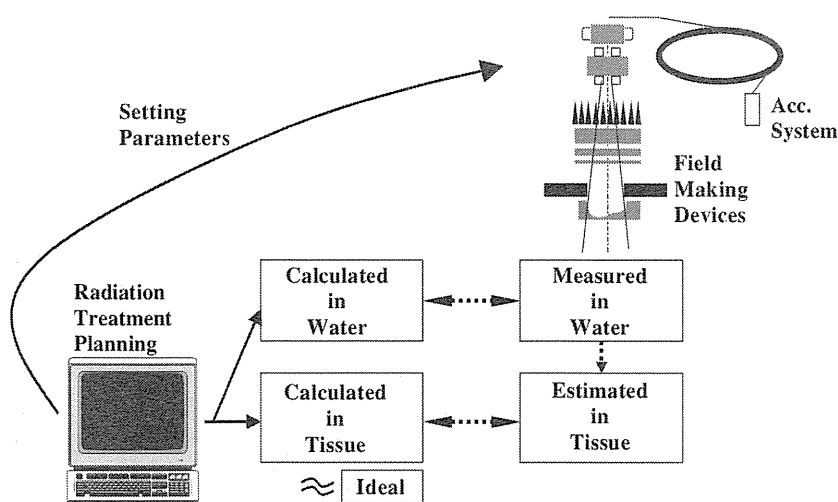 Setting
Parameters
Acc.
System
Field
Making
Devices
Radiation
Treatment
Planning
Calculated
in
Water
Measured
in
Water
Calculated
in
Tissue
Estimated
in
Tissue
≈ Ideal